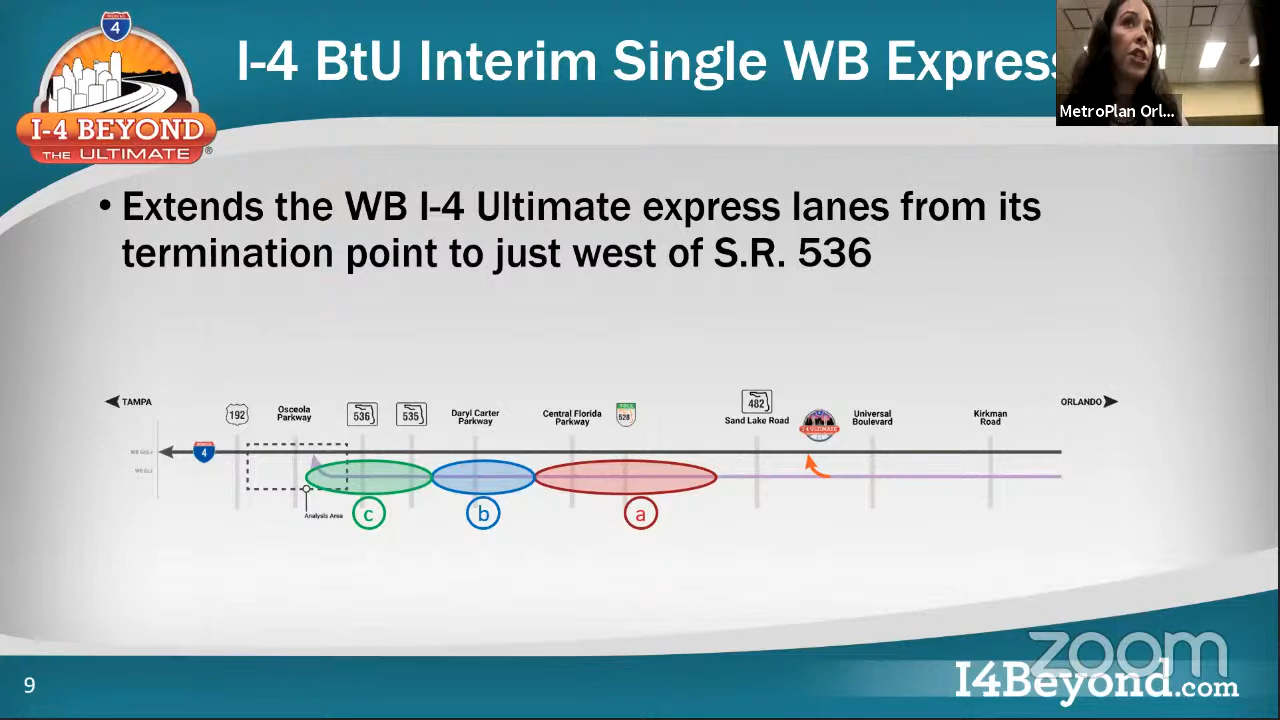 4
I-4 BEYOND
THE ULTIMATE®
I-4 BtU Interim Single WB Express
MetroPlan Orl...
• Extends the WB I-4 Ultimate express lanes from its
termination point to just west of S.R. 536
TAMPA
192
Osceola
Parkway
536
535
Daryl Carter
Parkway
Central Florida
Parkway
TOLL
528
482
Sand Lake Road
I-4 ULTIMATE
Universal
Boulevard
Kirkman
Road
ORLANDO
4
Analysis Area
c
b
a
zoom
I4Beyond.com
9